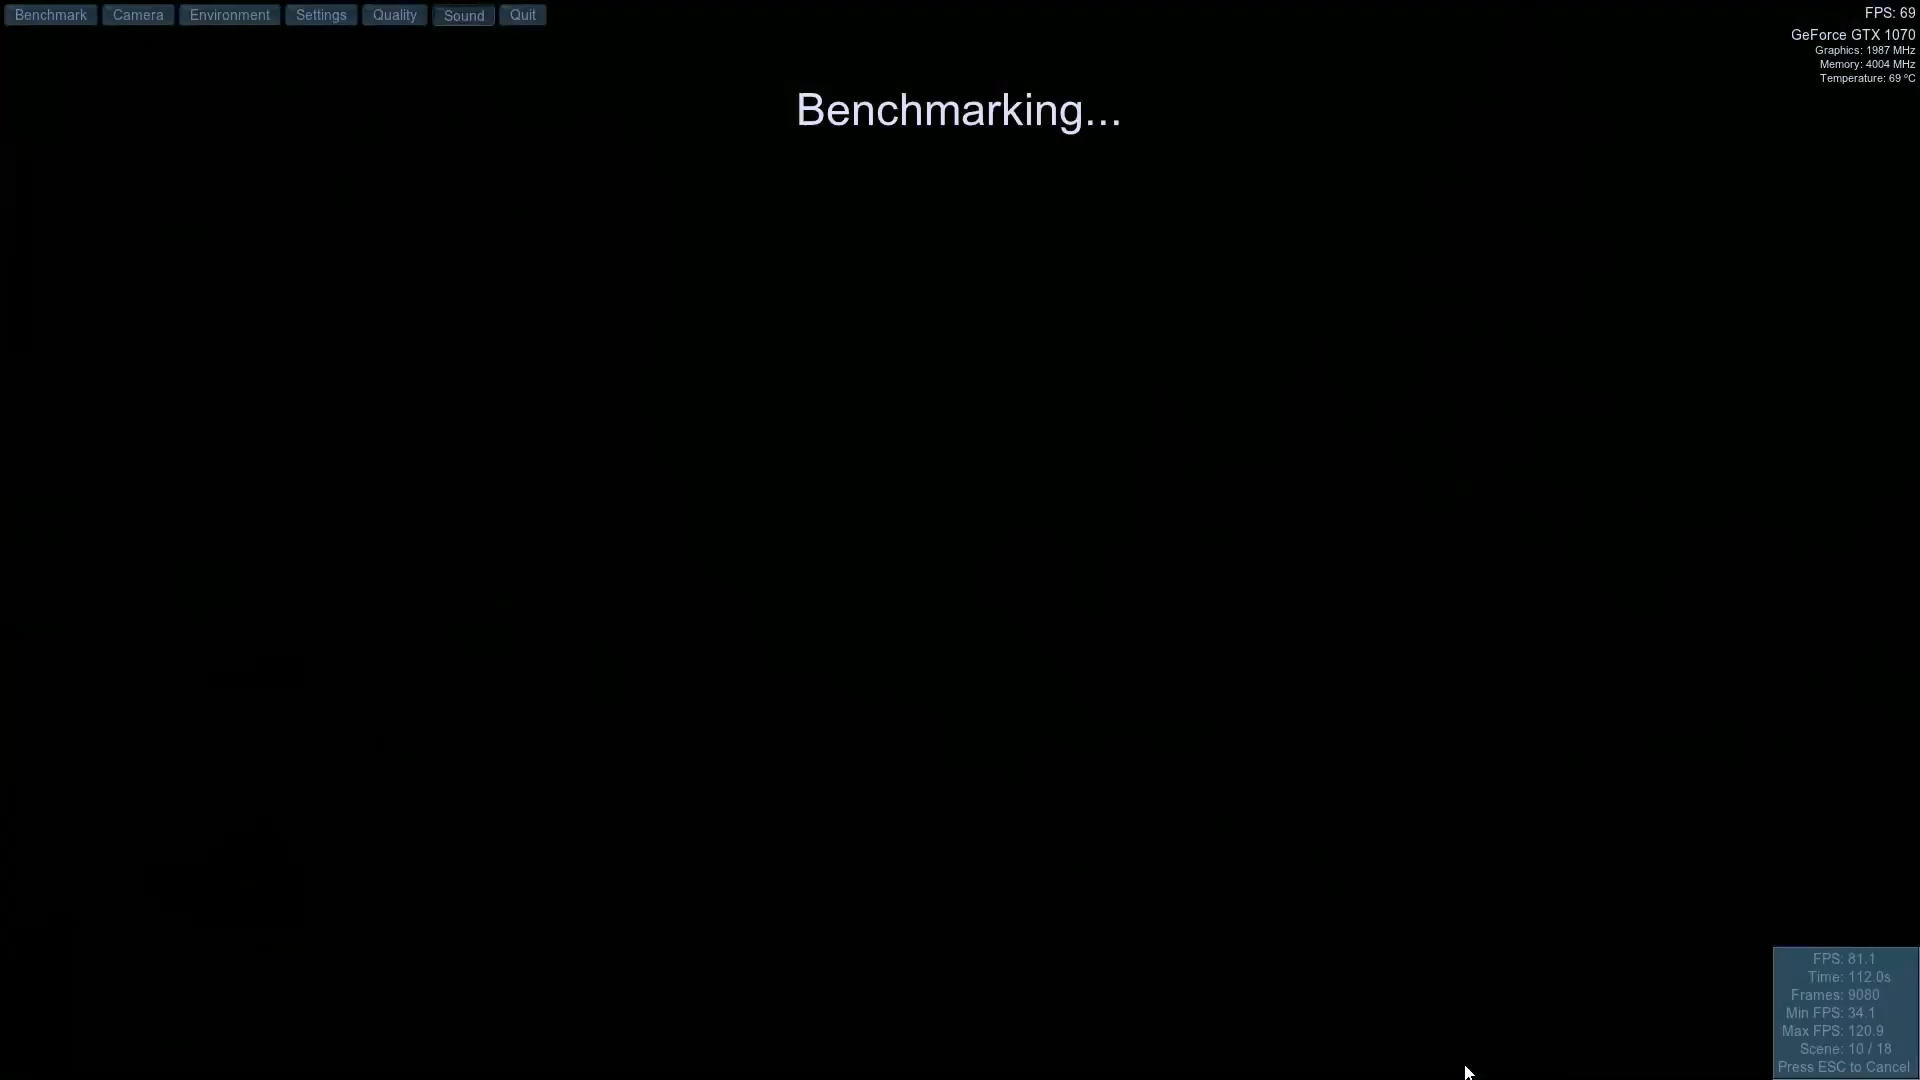 Benchmark Camera Environment Settings Quality Sound Quit
FPS: 69
GeForce GTX 1070
Graphics: 1987 MHz
Memory: 4004 MHz
Temperature: 69 °C
Benchmarking...
FPS: 81.1
Time: 112.0s
Frames: 9080
Min FPS: 34.1
Max FPS: 120.9
Scene: 10 / 18
Press ESC to Cancel